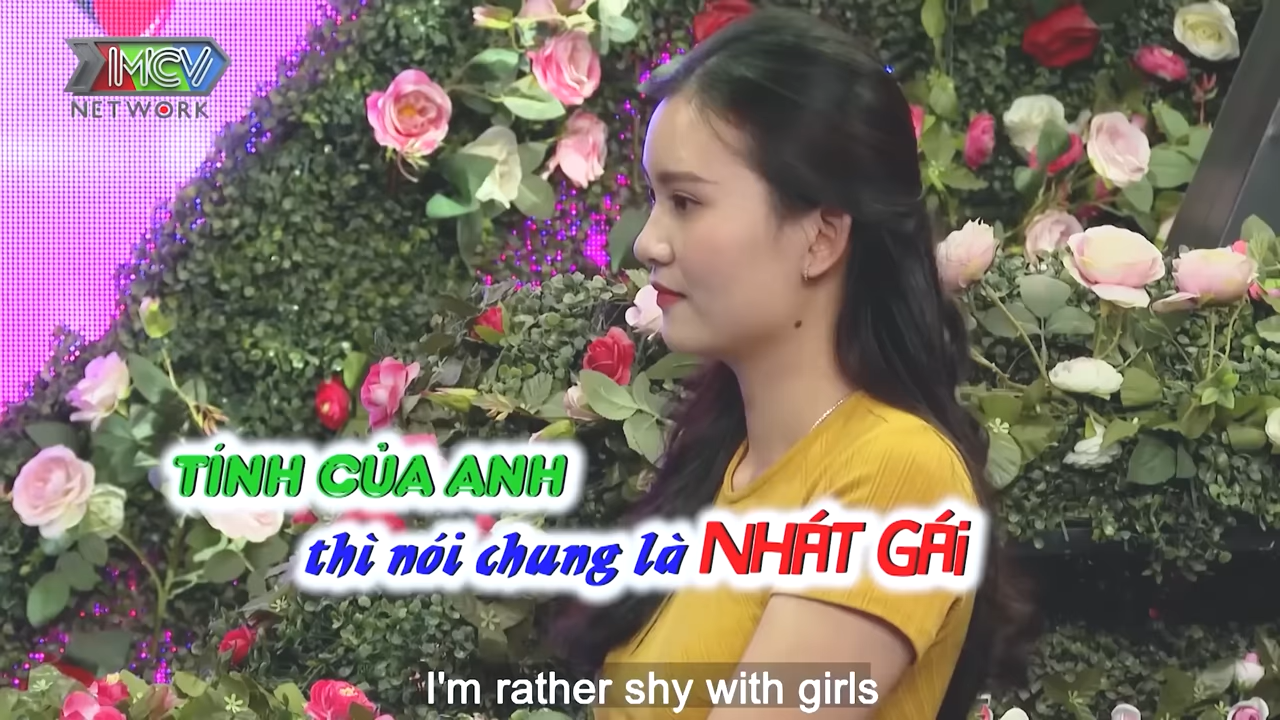 MCV
NETWORK
TÍNH CỦA ANH
thì nói chung là NHÁT GÁi
I'm rather shy with girls